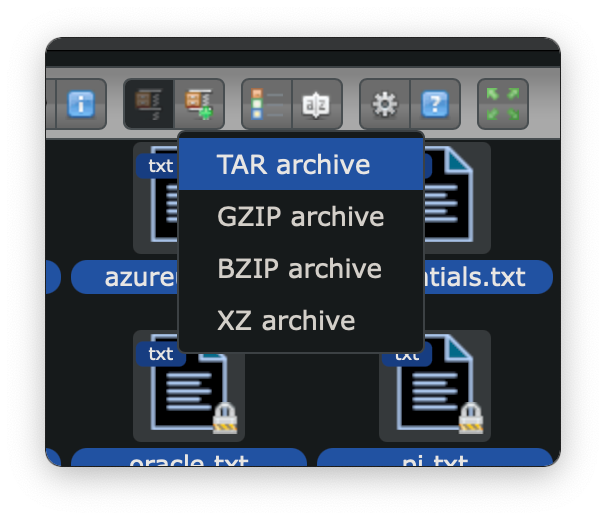 i
a z
?
txt
TAR archive
GZIP archive
BZIP archive
XZ archive
txt
txt
oracle.txt
pi.txt